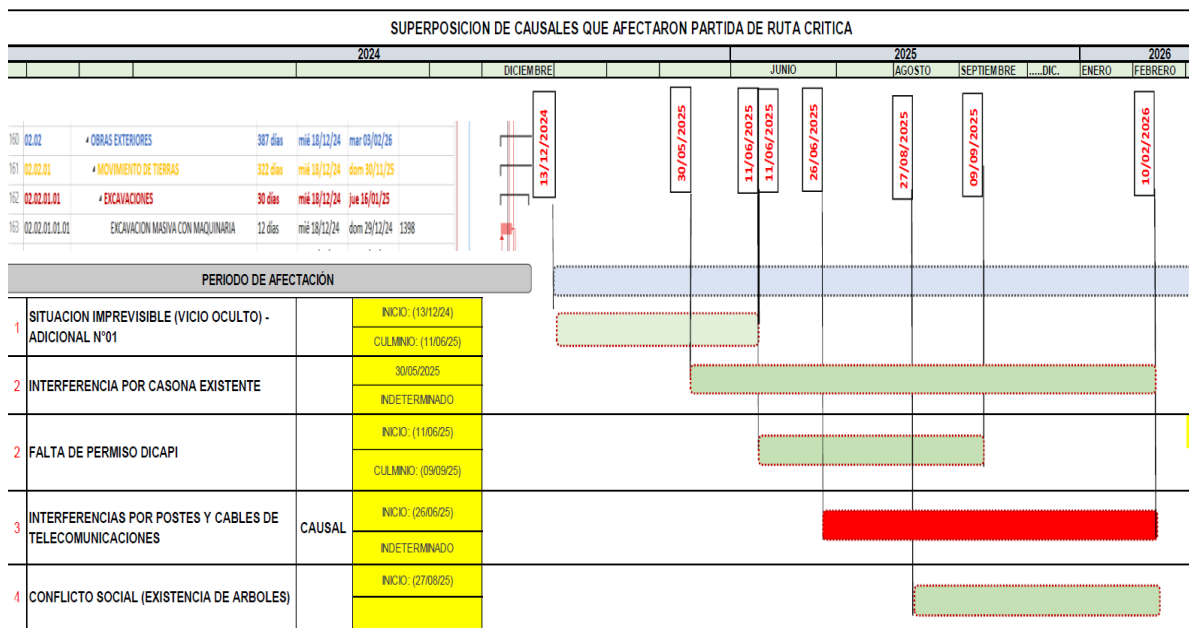 SUPERPOSICION DE CAUSALES QUE AFECTARON PARTIDA DE RUTA CRITICA
2024 2025 2026
DICIEMBRE JUNIO AGOSTO SEPTIEMBRE .....DIC. ENERO FEBRERO
13/12/2024
30/05/2025
11/06/2025
11/06/2025
26/06/2025
27/08/2025
09/09/2025
10/02/2026
160 02.02 OBRAS EXTERIORES 387 días mié 18/12/24 mar 03/02/26
161 02.02.01 MOVIMIENTO DE TIERRAS 322 días mié 18/12/24 dom 30/11/25
162 02.02.01.01 EXCAVACIONES 30 días mié 18/12/24 jue 16/01/25
163 02.02.01.01.01 EXCAVACION MASIVA CON MAQUINARIA 12 días mié 18/12/24 dom 29/12/24 1398
PERIODO DE AFECTACIÓN
1 SITUACION IMPREVISIBLE (VICIO OCULTO) -
ADICIONAL N°01
INICIO: (13/12/24)
CULMINIO: (11/06/25)
2 INTERFERENCIA POR CASONA EXISTENTE
30/05/2025
INDETERMINADO
2 FALTA DE PERMISO DICAPI
INICIO: (11/06/25)
CULMINIO: (09/09/25)
3 INTERFERENCIAS POR POSTES Y CABLES DE
TELECOMUNICACIONES
CAUSAL
INICIO: (26/06/25)
INDETERMINADO
4 CONFLICTO SOCIAL (EXISTENCIA DE ARBOLES)
INICIO: (27/08/25)